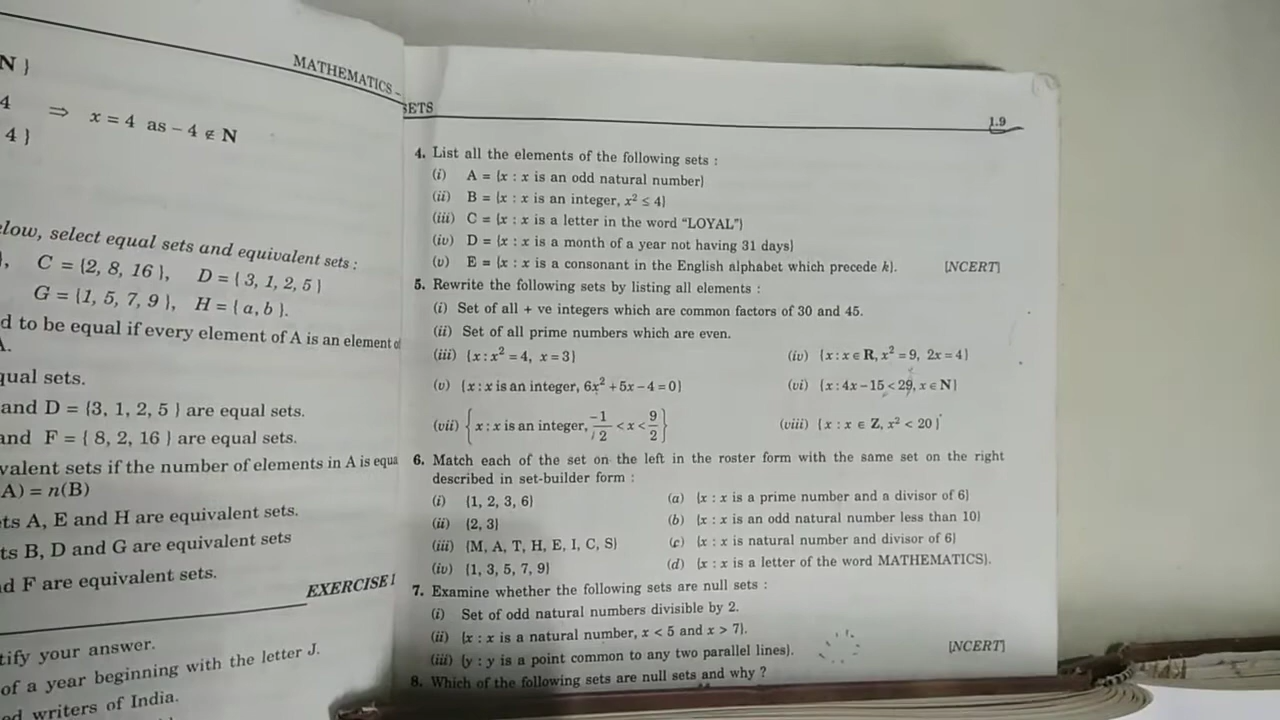 N }
MATHEMATICS –
4 ⇒ x = 4 as – 4 ∉ N
4 }
below, select equal sets and equivalent sets :
}, C = {2, 8, 16 }, D = { 3, 1, 2, 5 }
G = {1, 5, 7, 9 }, H = { a, b }.
d to be equal if every element of A is an element
A.
qual sets.
and D = {3, 1, 2, 5 } are equal sets.
and F = { 8, 2, 16 } are equal sets.
valent sets if the number of elements in A is equa
A) = n(B)
ts A, E and H are equivalent sets.
ts B, D and G are equivalent sets
d F are equivalent sets.
EXERCISE 1
tify your answer.
of a year beginning with the letter J.
ed writers of India.
SETS 1.9
4. List all the elements of the following sets :
(i) A = {x : x is an odd natural number}
(ii) B = {x : x is an integer, x² ≤ 4}
(iii) C = {x : x is a letter in the word “LOYAL”}
(iv) D = {x : x is a month of a year not having 31 days}
(v) E = {x : x is a consonant in the English alphabet which precede k}. [NCERT]
5. Rewrite the following sets by listing all elements :
(i) Set of all + ve integers which are common factors of 30 and 45.
(ii) Set of all prime numbers which are even.
(iii) {x : x² = 4, x = 3} (iv) {x : x ∈ R, x² = 9, 2x = 4}
(v) {x : x is an integer, 6x² + 5x – 4 = 0} (vi) {x : 4x – 15 < 29, x ∈ N}
(vii) {x : x is an integer, –1/2 < x < 9/2} (viii) {x : x ∈ Z, x² < 20}
6. Match each of the set on the left in the roster form with the same set on the right
described in set-builder form :
(i) {1, 2, 3, 6} (a) {x : x is a prime number and a divisor of 6}
(ii) {2, 3} (b) {x : x is an odd natural number less than 10}
(iii) {M, A, T, H, E, I, C, S} (c) {x : x is natural number and divisor of 6}
(iv) {1, 3, 5, 7, 9} (d) {x : x is a letter of the word MATHEMATICS}.
7. Examine whether the following sets are null sets :
(i) Set of odd natural numbers divisible by 2.
(ii) {x : x is a natural number, x < 5 and x > 7}.
(iii) {y : y is a point common to any two parallel lines}. [NCERT]
8. Which of the following sets are null sets and why ?